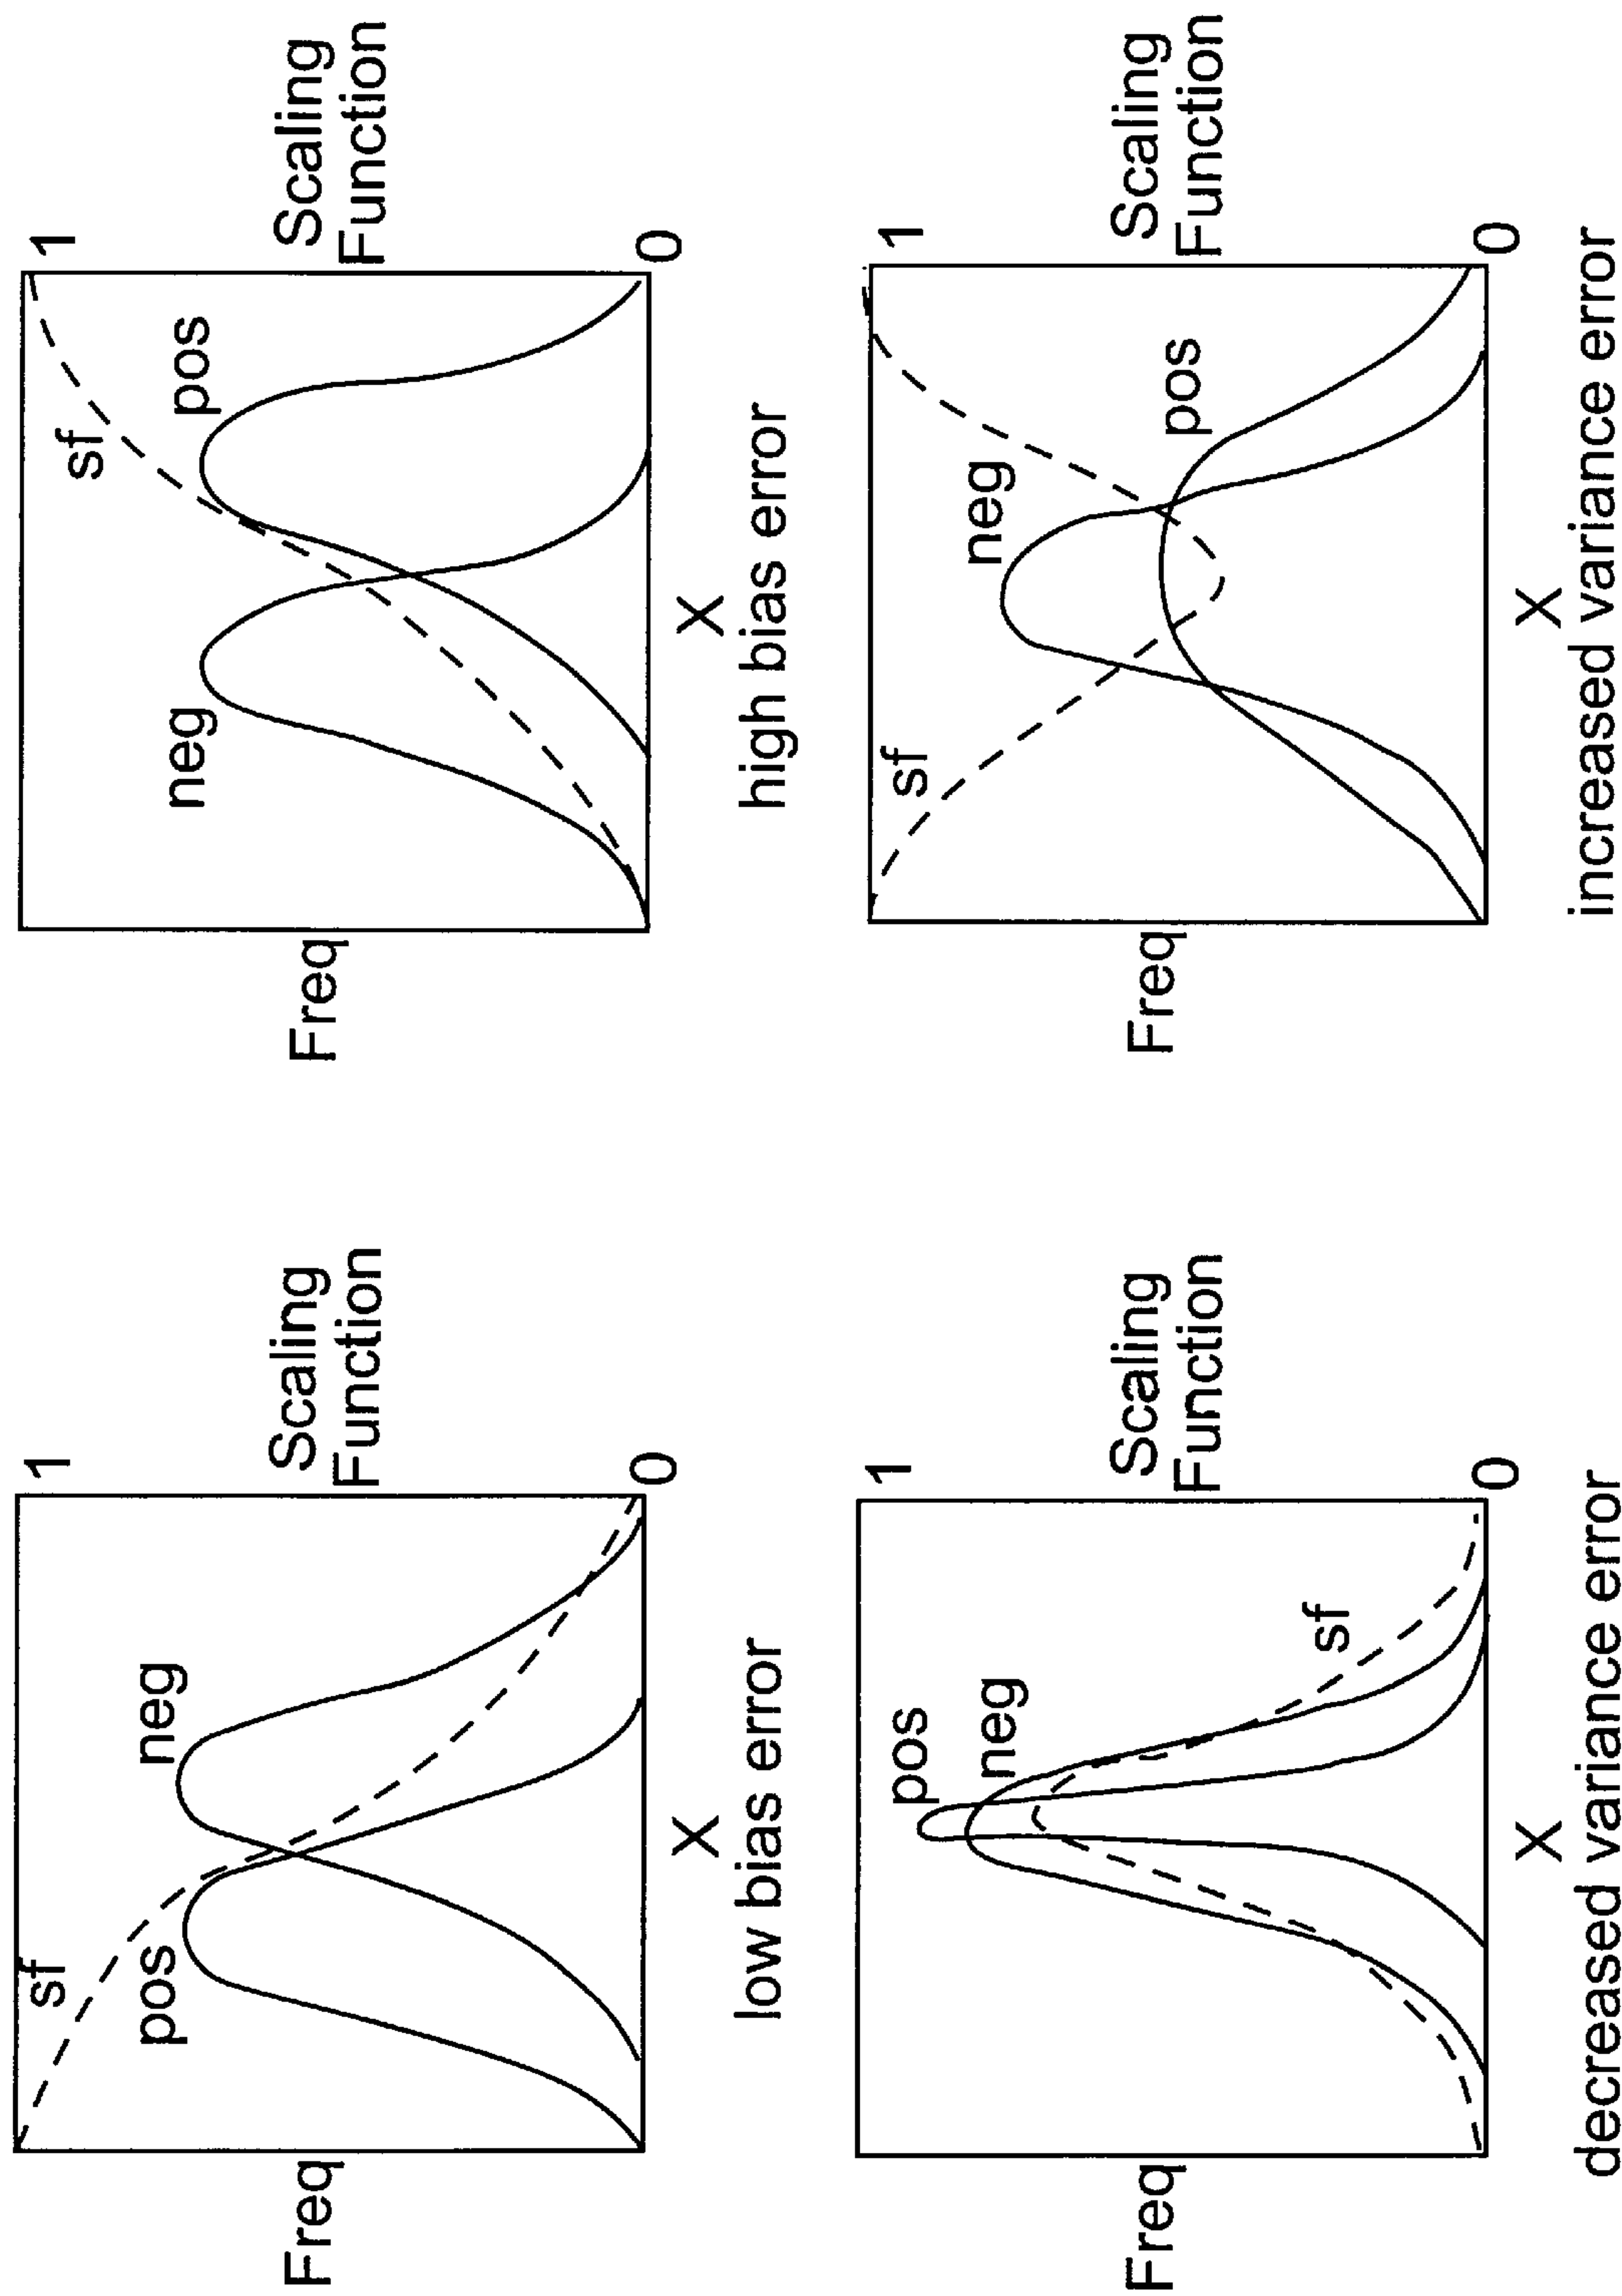 sf
1
pos
neg
Freq
Scaling
Function
0
X
low bias error
1
sf
neg
pos
Freq
Scaling
Function
0
X
high bias error
1
pos
neg
Freq
Scaling
Function
sf
0
X
decreased variance error
1
sf
neg
pos
Freq
Scaling
Function
0
X
increased variance error